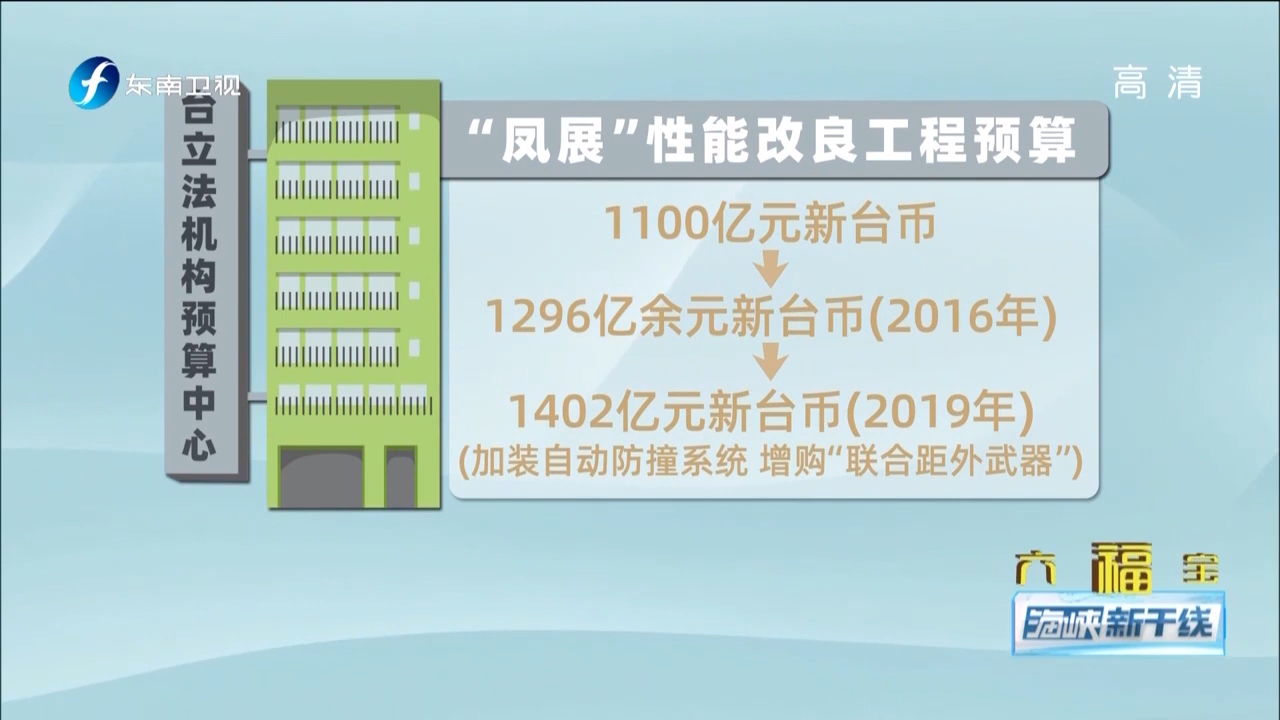 东南卫视
高清
台立法机构预算中心
“凤展”性能改良工程预算
1100亿元新台币
1296亿余元新台币(2016年)
1402亿元新台币(2019年)
(加装自动防撞系统 增购“联合距外武器”)
六福
海峡新干线